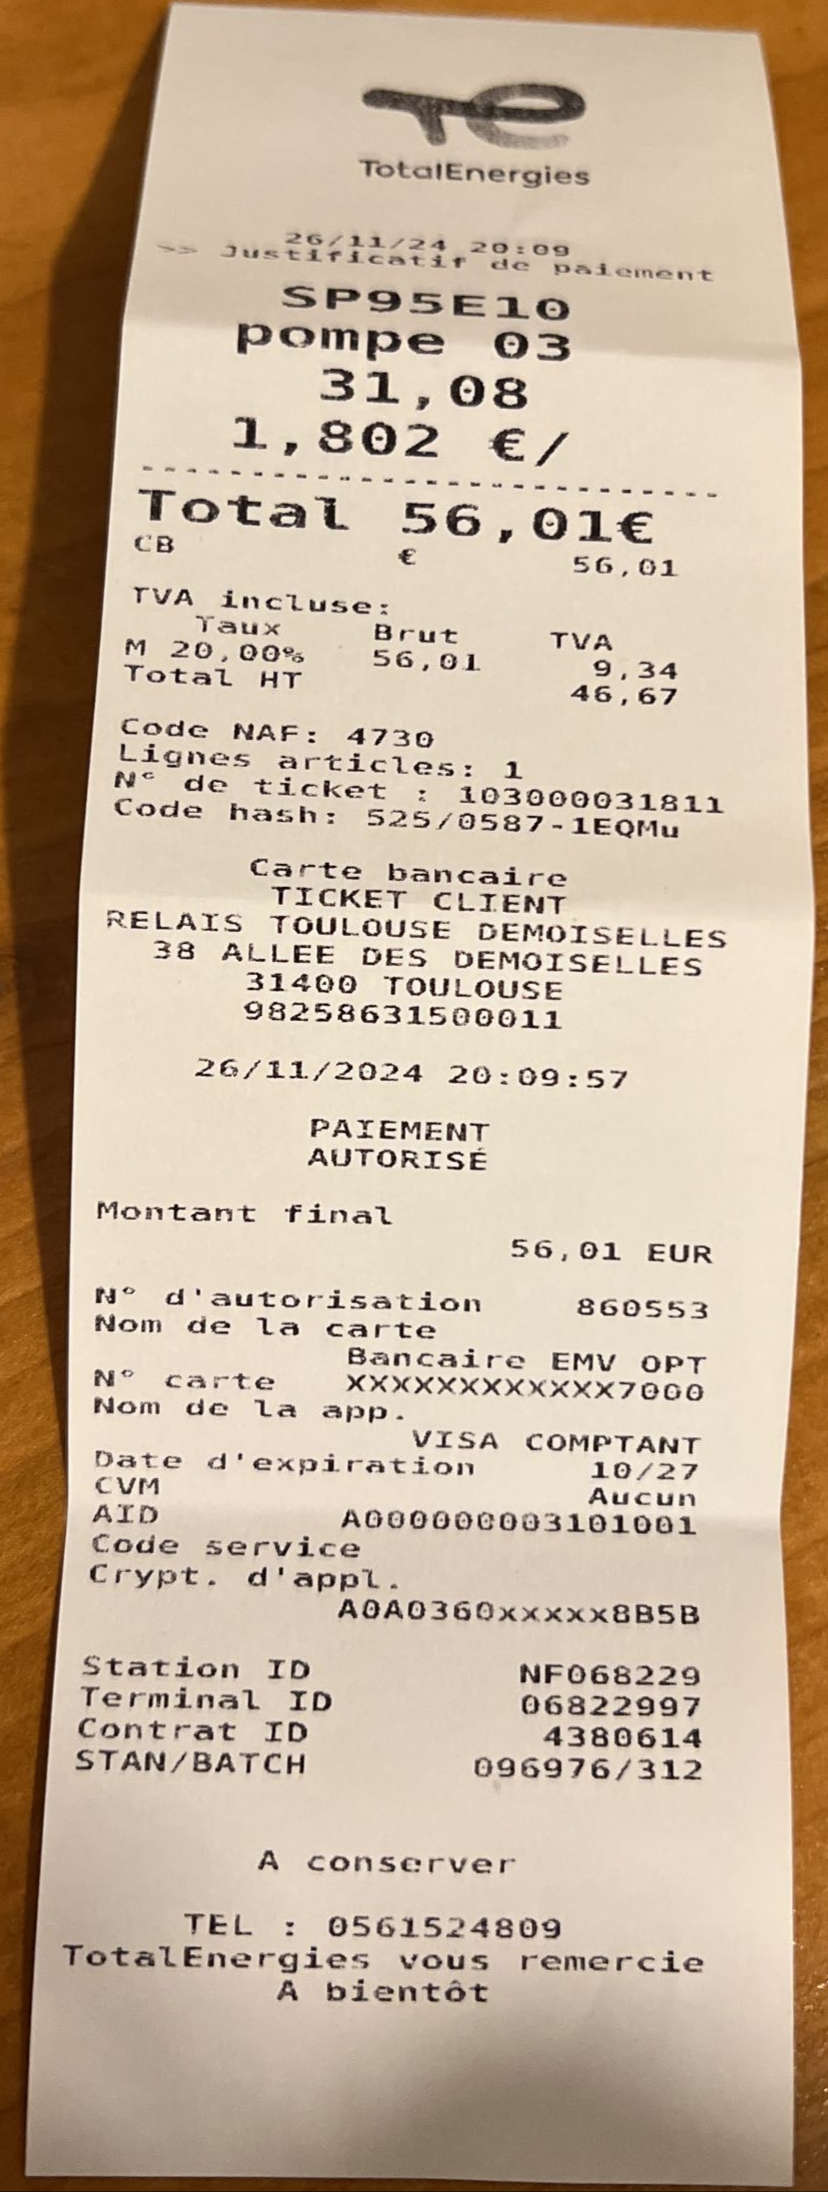 TotalEnergies
26/11/24 20:09
>> Justificatif de paiement
SP95E10
pompe 03
31,08
1,802 €/
Total 56,01€
CB € 56,01
TVA incluse:
Taux Brut TVA
M 20,00% 56,01 9,34
Total HT 46,67
Code NAF: 4730
Lignes articles: 1
N° de ticket : 103000031811
Code hash: 525/0587-1EQMu
Carte bancaire
TICKET CLIENT
RELAIS TOULOUSE DEMOISELLES
38 ALLEE DES DEMOISELLES
31400 TOULOUSE
98258631500011
26/11/2024 20:09:57
PAIEMENT
AUTORISÉ
Montant final
56,01 EUR
N° d'autorisation 860553
Nom de la carte
Bancaire EMV OPT
N° carte XXXXXXXXXXXX7000
Nom de la app.
VISA COMPTANT
Date d'expiration 10/27
CVM Aucun
AID A0000000003101001
Code service
Crypt. d'appl.
A0A0360xxxxx8B5B
Station ID NF068229
Terminal ID 06822997
Contrat ID 4380614
STAN/BATCH 096976/312
A conserver
TEL : 0561524809
TotalEnergies vous remercie
A bientôt